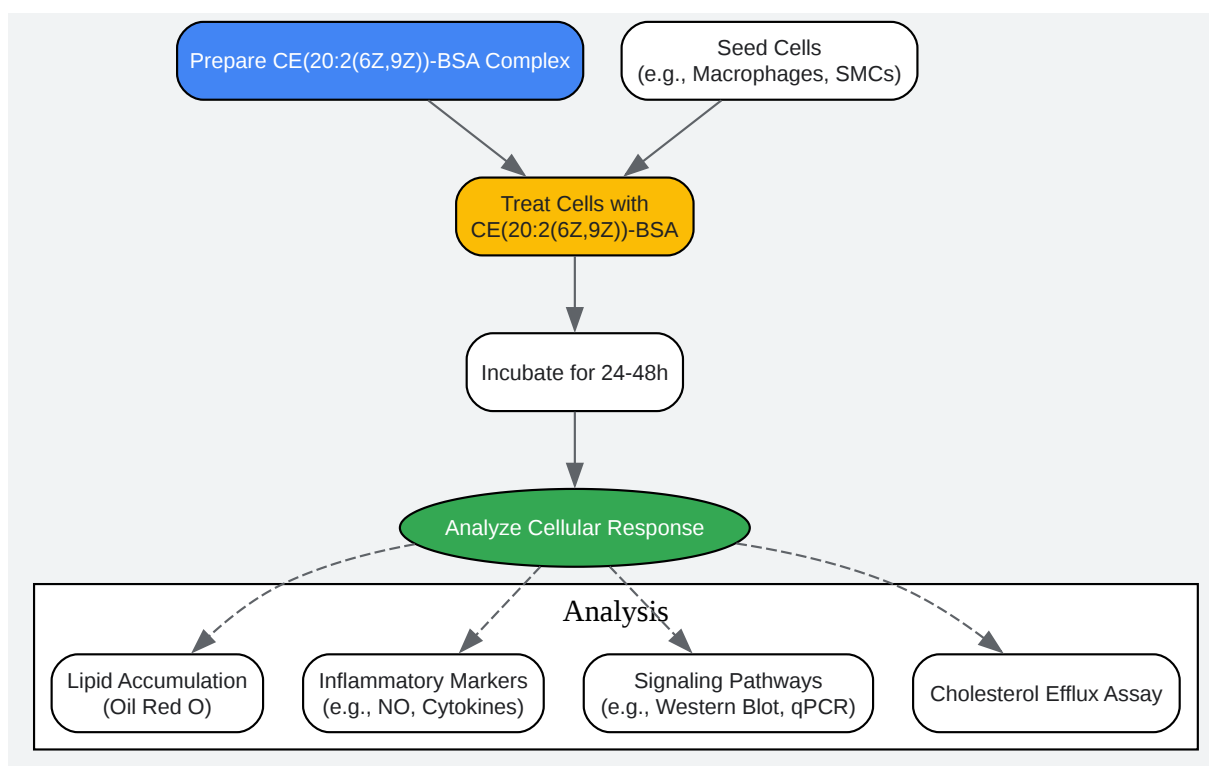 Prepare CE(20:2(6Z,9Z))-BSA Complex
Seed Cells
(e.g., Macrophages, SMCs)
Treat Cells with
CE(20:2(6Z,9Z))-BSA
Incubate for 24-48h
Analyze Cellular Response
Analysis
Lipid Accumulation
(Oil Red O)
Inflammatory Markers
(e.g., NO, Cytokines)
Signaling Pathways
(e.g., Western Blot, qPCR)
Cholesterol Efflux Assay